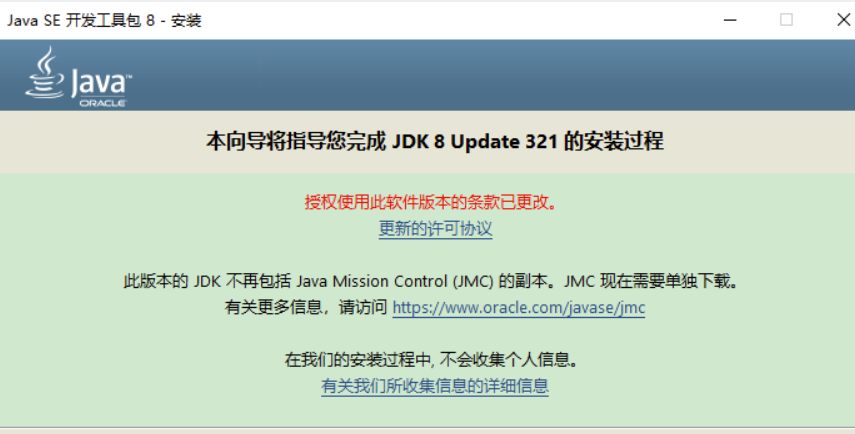 Java SE 开发工具包 8 - 安装
Java™
ORACLE
本向导将指导您完成 JDK 8 Update 321 的安装过程
授权使用此软件版本的条款已更改。
更新的许可协议
此版本的 JDK 不再包括 Java Mission Control (JMC) 的副本。JMC 现在需要单独下载。
有关更多信息，请访问 https://www.oracle.com/javase/jmc
在我们的安装过程中, 不会收集个人信息。
有关我们所收集信息的详细信息